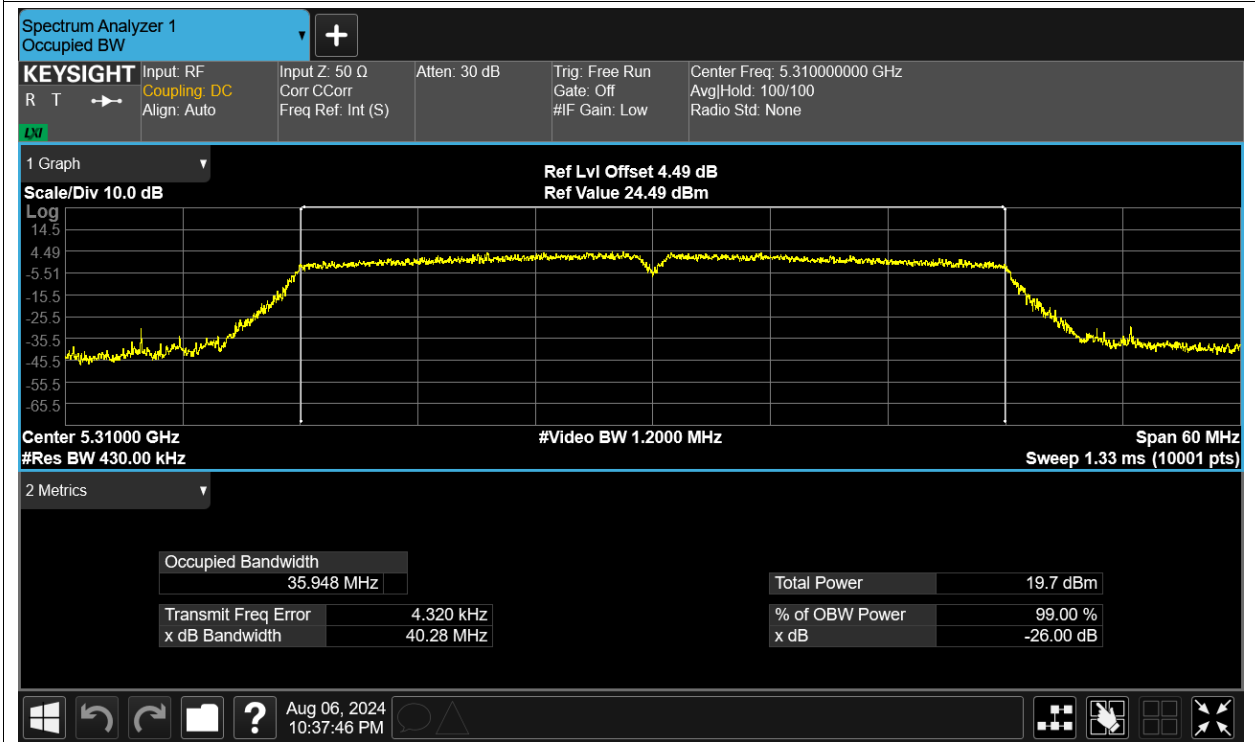 Spectrum Analyzer 1
Occupied BW
+
KEYSIGHT
R T
LXI
Input: RF
Coupling: DC
Align: Auto
Input Z: 50 Ω
Corr CCorr
Freq Ref: Int (S)
Atten: 30 dB
Trig: Free Run
Gate: Off
#IF Gain: Low
Center Freq: 5.310000000 GHz
Avg|Hold: 100/100
Radio Std: None
1 Graph
Scale/Div 10.0 dB
Ref Lvl Offset 4.49 dB
Ref Value 24.49 dBm
Log
14.5
4.49
-5.51
-15.5
-25.5
-35.5
-45.5
-55.5
-65.5
Center 5.31000 GHz
#Video BW 1.2000 MHz
Span 60 MHz
#Res BW 430.00 kHz
Sweep 1.33 ms (10001 pts)
2 Metrics
Occupied Bandwidth
35.948 MHz
Transmit Freq Error 4.320 kHz
x dB Bandwidth 40.28 MHz
Total Power 19.7 dBm
% of OBW Power 99.00 %
x dB -26.00 dB
?
Aug 06, 2024
10:37:46 PM